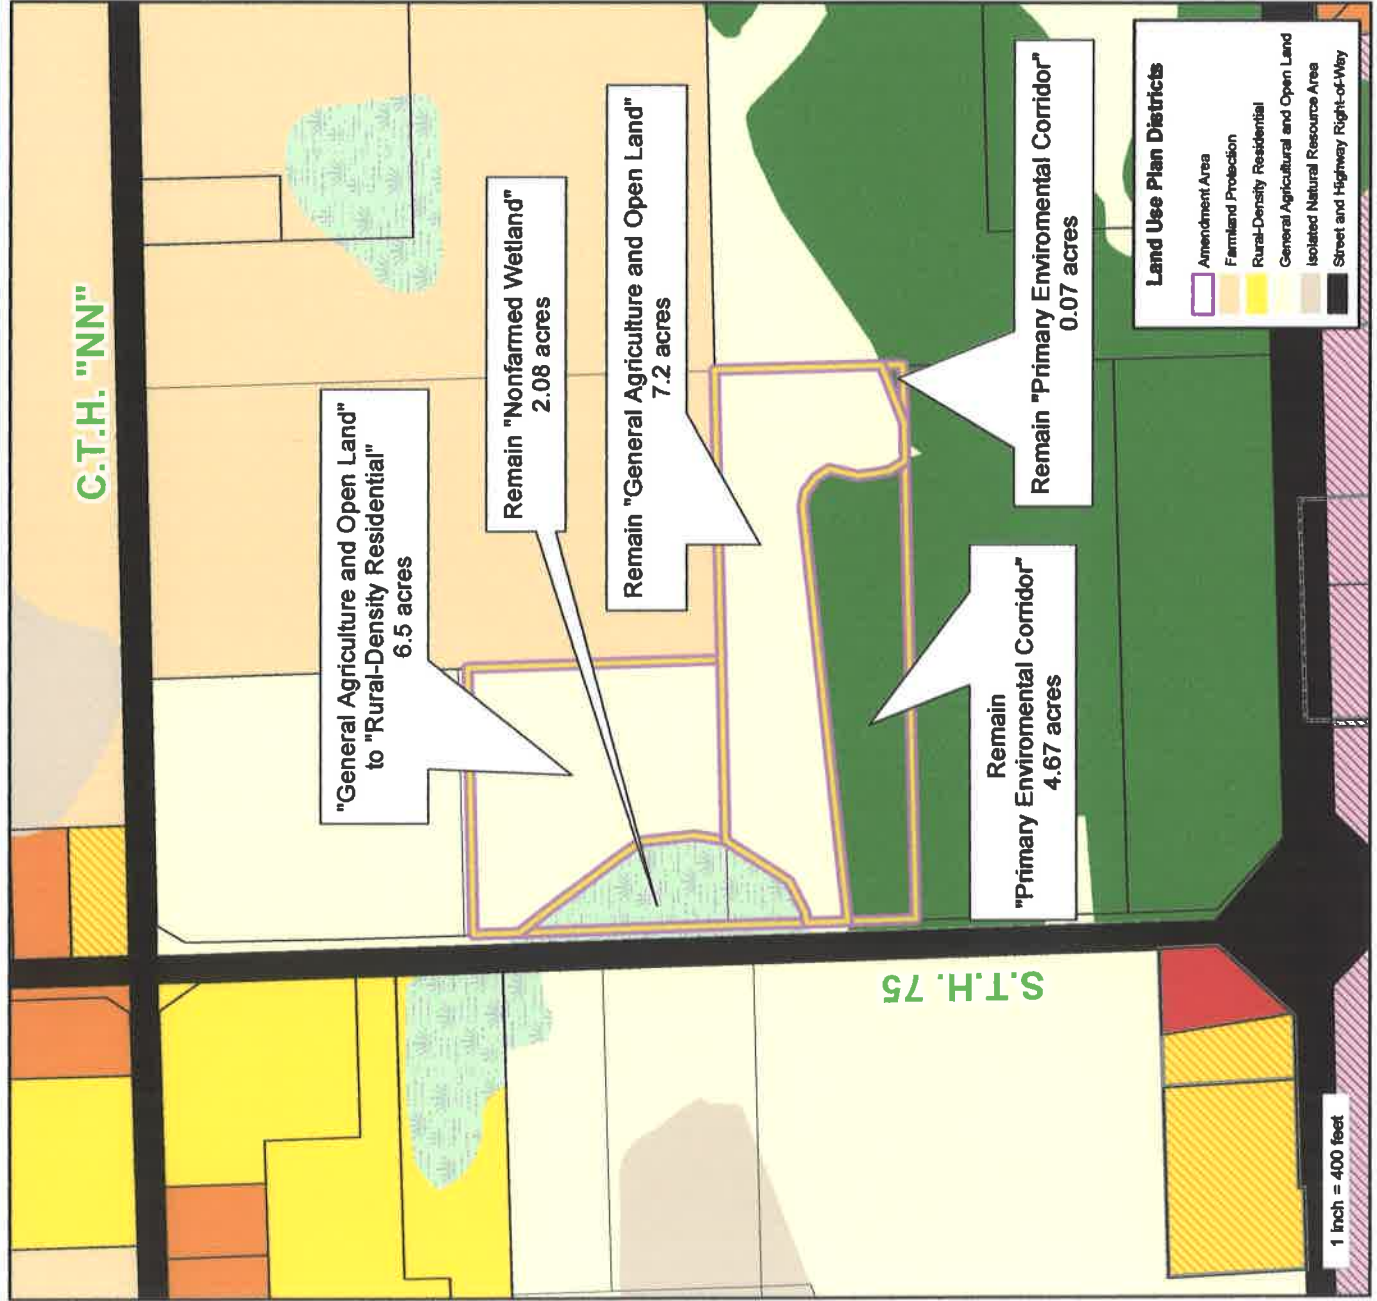 C.T.H. "NN"
"General Agriculture and Open Land"
to "Rural-Density Residential"
6.5 acres
Remain "Nonfarmed Wetland"
2.08 acres
Remain "General Agriculture and Open Land"
7.2 acres
Remain "Primary Enviromental Corridor"
0.07 acres
Remain
"Primary Enviromental Corridor"
4.67 acres
S.T.H. 75
Land Use Plan Districts
Amendment Area
Farmland Protection
Rural-Density Residential
General Agricultural and Open Land
Isolated Natural Resource Area
Street and Highway Right-of-Way
1 inch = 400 feet